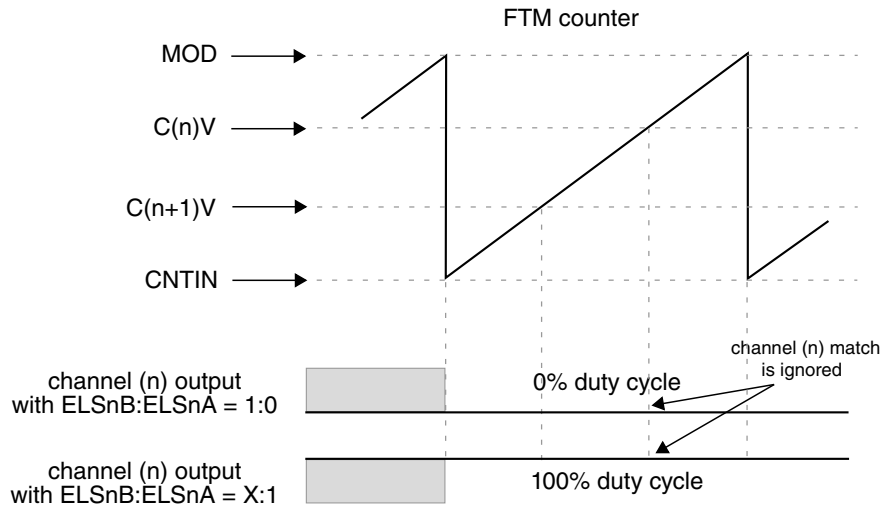 FTM counter
MOD
C(n)V
C(n+1)V
CNTIN
channel (n) match
is ignored
channel (n) output
with ELSnB:ELSnA = 1:0
0% duty cycle
channel (n) output
with ELSnB:ELSnA = X:1
100% duty cycle